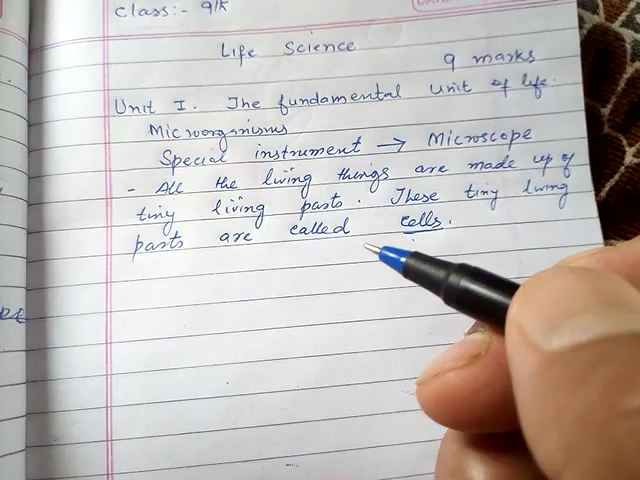 Class:- 9th
Life Science
9 marks
Unit I. The fundamental unit of life.
Microorganisms
Special instrument → Microscope
- All the living things are made up of
tiny living parts. These tiny living
parts are called cells.